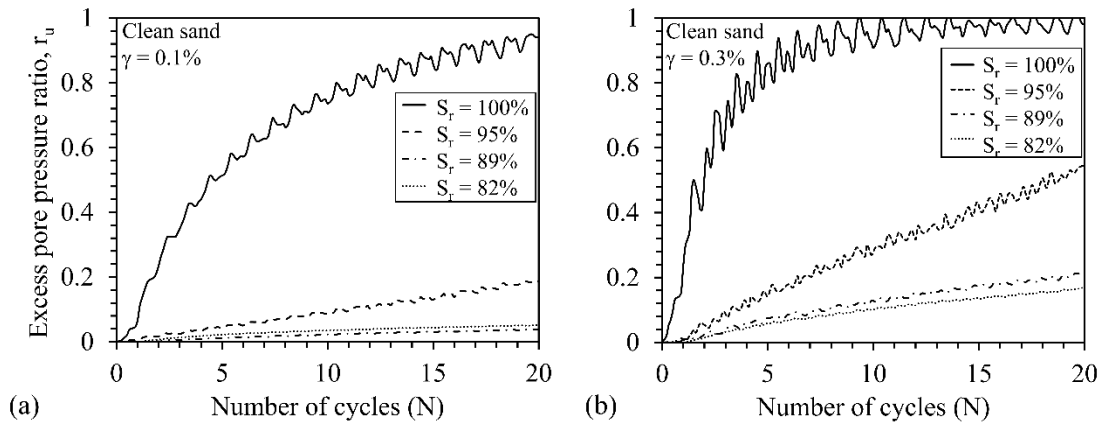 Clean sand
γ = 0.1%
S_r = 100%
S_r = 95%
S_r = 89%
S_r = 82%
Excess pore pressure ratio, r_u
1
0.8
0.6
0.4
0.2
0
0 5 10 15 20
(a) Number of cycles (N)
Clean sand
γ = 0.3%
S_r = 100%
S_r = 95%
S_r = 89%
S_r = 82%
1
0.8
0.6
0.4
0.2
0
0 5 10 15 20
(b) Number of cycles (N)